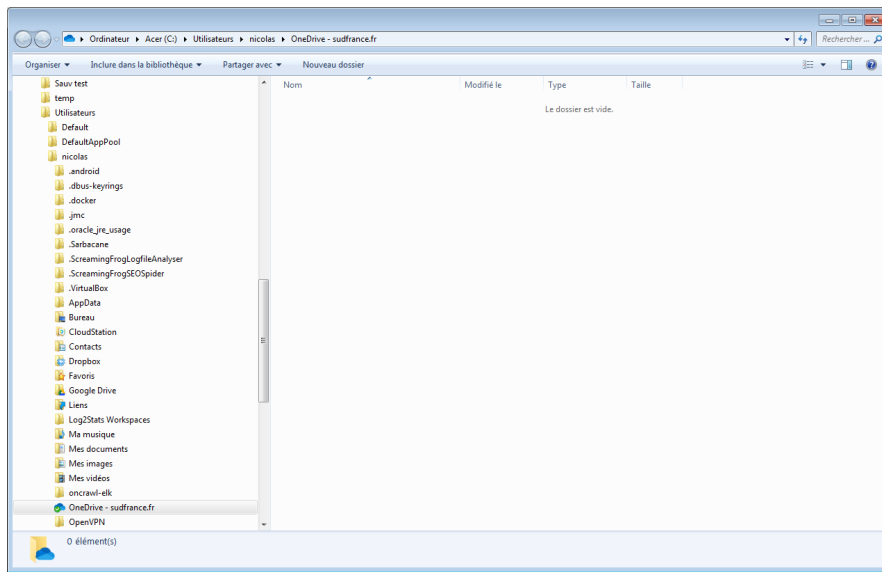 Ordinateur Acer (C:) Utilisateurs nicolas OneDrive - sudfrance.fr Rechercher ...
Organiser Inclure dans la bibliothèque Partager avec Nouveau dossier
Sauv test
temp
Utilisateurs
Default
DefaultAppPool
nicolas
.android
.dbus-keyrings
.docker
.jmc
.oracle_jre_usage
.Sarbacane
.ScreamingFrogLogfileAnalyser
.ScreamingFrogSEOSpider
.VirtualBox
AppData
Bureau
CloudStation
Contacts
Dropbox
Favoris
Google Drive
Liens
Log2Stats Workspaces
Ma musique
Mes documents
Mes images
Mes vidéos
oncrawl-elk
OneDrive - sudfrance.fr
OpenVPN
Nom Modifié le Type Taille
Le dossier est vide.
0 élément(s)